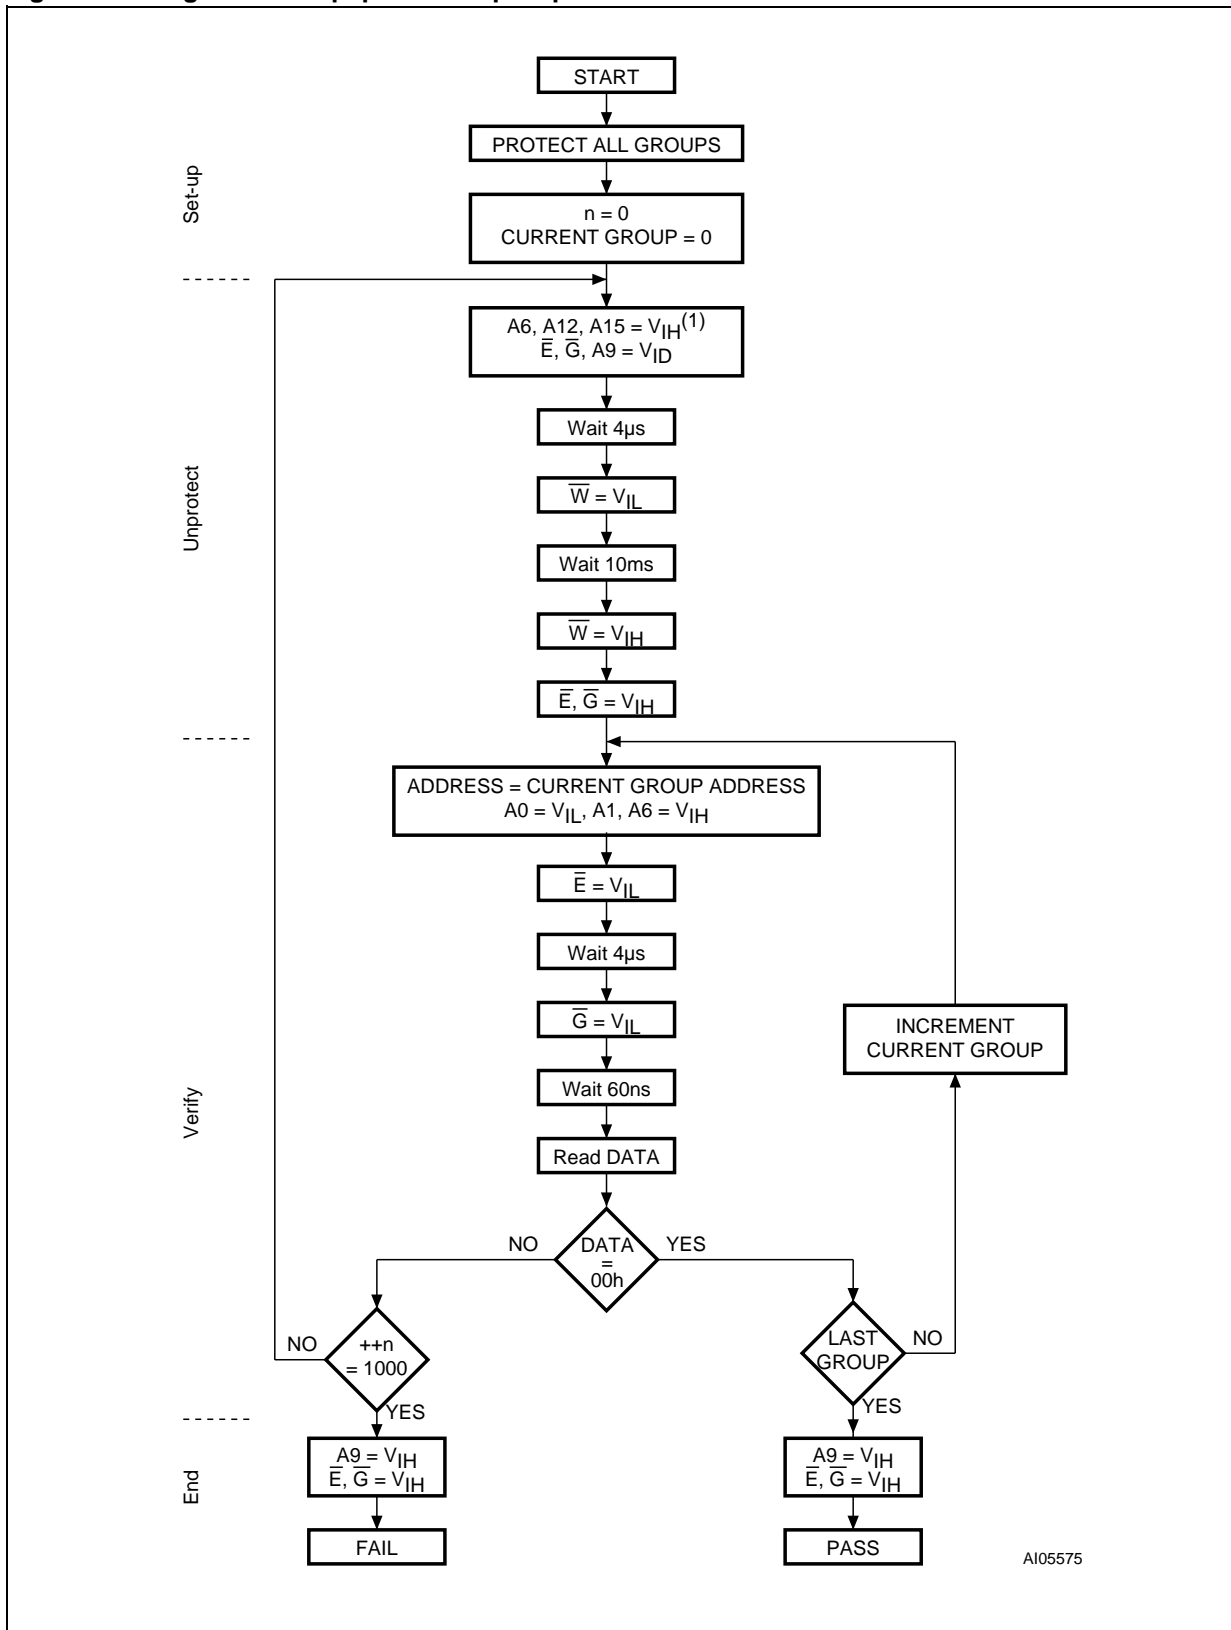 START
PROTECT ALL GROUPS
Set-up
n = 0
CURRENT GROUP = 0
A6, A12, A15 = VIH(1)
E̅, G̅, A9 = VID
Wait 4µs
Unprotect
W̅ = VIL
Wait 10ms
W̅ = VIH
E̅, G̅ = VIH
ADDRESS = CURRENT GROUP ADDRESS
A0 = VIL, A1, A6 = VIH
E̅ = VIL
Wait 4µs
G̅ = VIL
INCREMENT
CURRENT GROUP
Wait 60ns
Verify
Read DATA
NO
DATA
=
00h
YES
NO
++n
= 1000
YES
LAST
GROUP
NO
YES
End
A9 = VIH
E̅, G̅ = VIH
A9 = VIH
E̅, G̅ = VIH
FAIL
PASS
AI05575